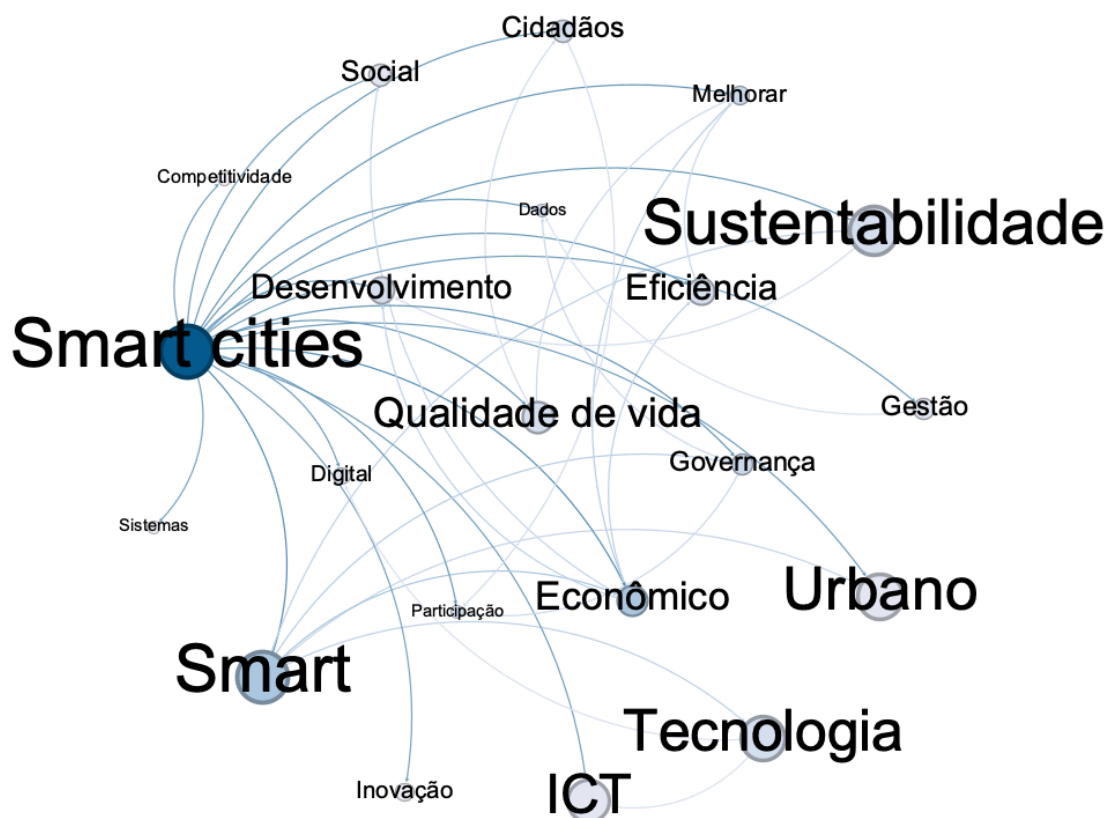 Cidadãos
Social
Melhorar
Competitividade
Dados
Sustentabilidade
Desenvolvimento
Eficiência
Smart cities
Qualidade de vida
Gestão
Governança
Digital
Sistemas
Econômico
Urbano
Participação
Smart
Tecnologia
Inovação
ICT